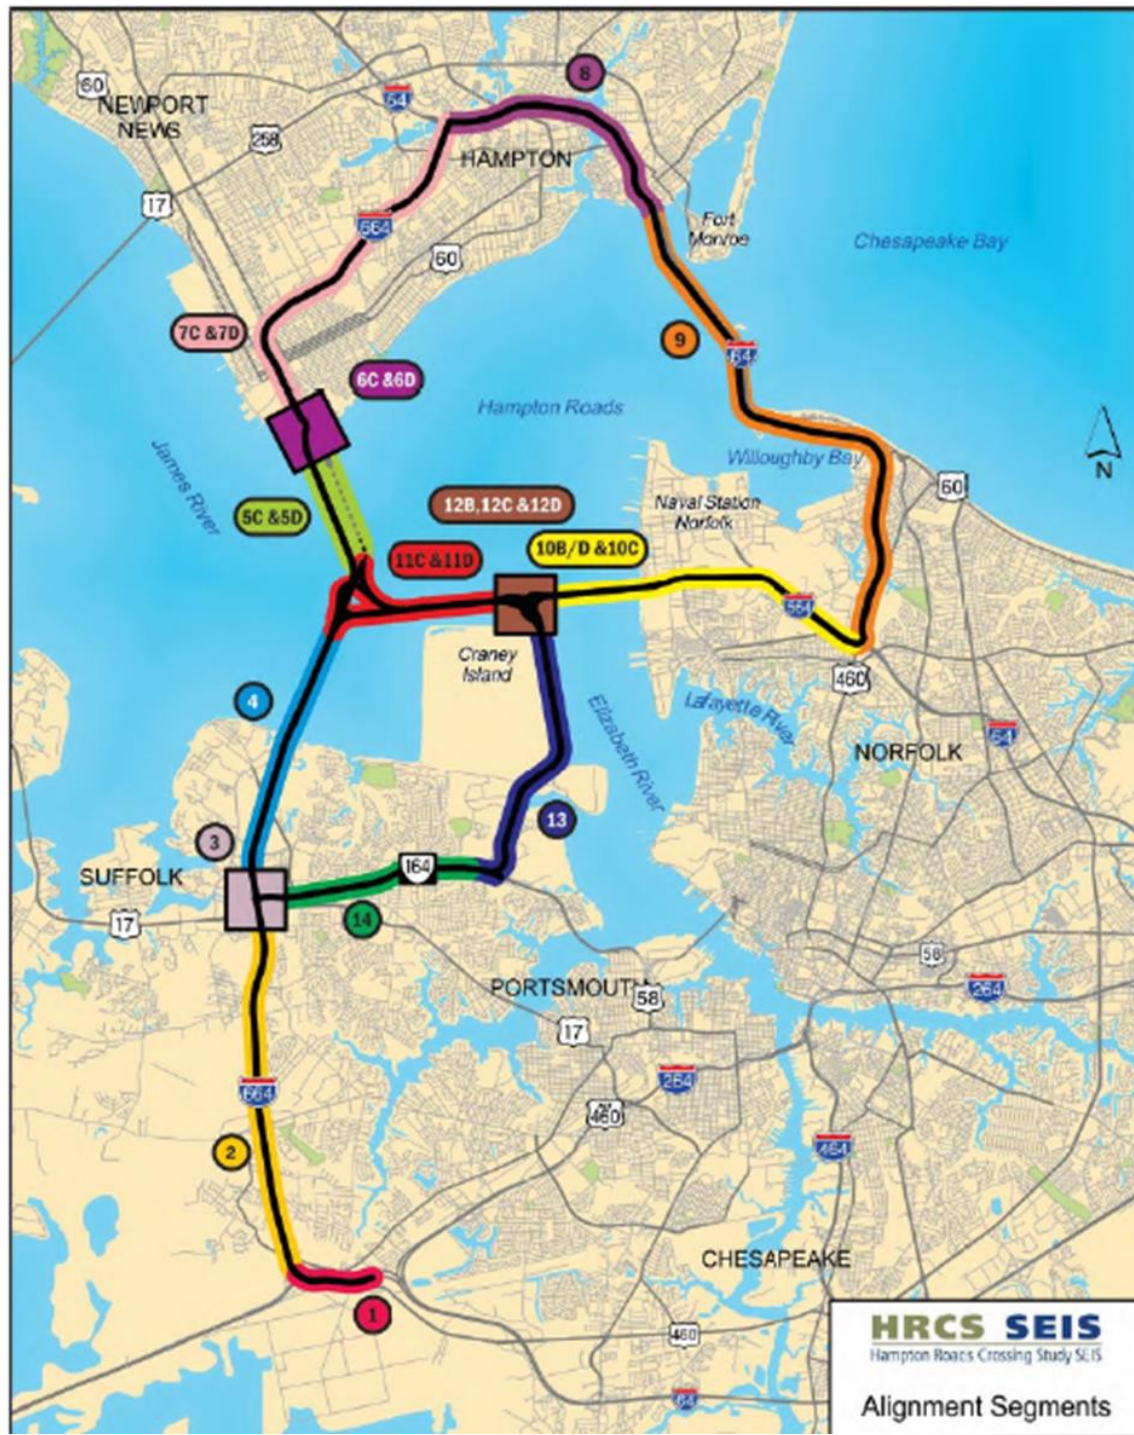 8
60
NEWPORT
NEWS
64
258
HAMPTON
17
664
Fort
Monroe
60
Chesapeake Bay
7C &7D
9
64
6C &6D
Hampton Roads
James River
Willoughby Bay
N
60
12B,12C &12D
Naval Station
Norfolk
5C &5D
11C &11D
10B/D &10C
564
Craney
Island
460
4
Elizabeth River
Lafayette River
64
NORFOLK
3
13
164
SUFFOLK
17
14
58
PORTSMOUTH
58
264
17
664
264
460
2
464
CHESAPEAKE
1
460
64
HRCS SEIS
Hampton Roads Crossing Study SEIS
Alignment Segments